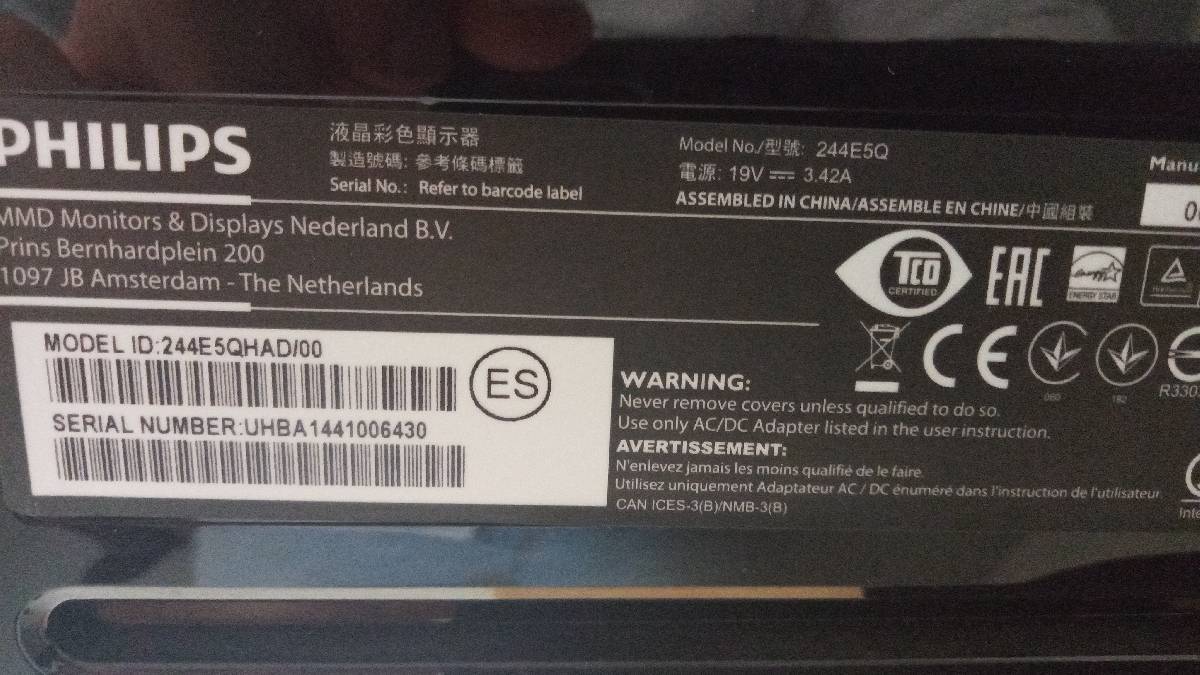 PHILIPS
液晶彩色顯示器
製造號碼: 參考條碼標籤
Serial No.: Refer to barcode label
Model No./型號: 244E5Q
電源: 19V ⎓ 3.42A
ASSEMBLED IN CHINA/ASSEMBLE EN CHINE/中國組裝
Manu
MMD Monitors & Displays Nederland B.V.
Prins Bernhardplein 200
1097 JB Amsterdam - The Netherlands
TCO
CERTIFIED
EAC
energy
ENERGY STAR
MODEL ID:244E5QHAD/00
SERIAL NUMBER:UHBA1441006430
ES
CE
WARNING:
Never remove covers unless qualified to do so.
Use only AC/DC Adapter listed in the user instruction.
AVERTISSEMENT:
N'enlevez jamais les moins qualifié de le faire.
Utilisez uniquement Adaptateur AC / DC énuméré dans l'instruction de l'utilisateur.
CAN ICES-3(B)/NMB-3(B)